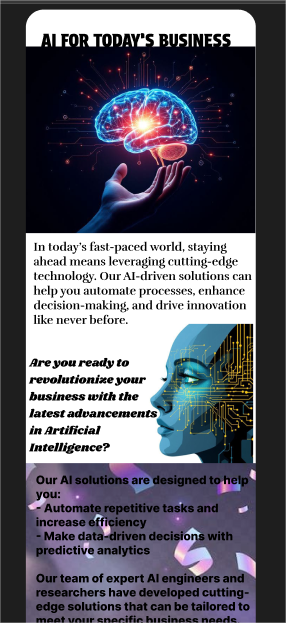 AI FOR TODAY'S BUSINESS
In today's fast-paced world, staying
ahead means leveraging cutting-edge
technology. Our AI-driven solutions can
help you automate processes, enhance
decision-making, and drive innovation
like never before.
Are you ready to
revolutionize your
business with the
latest advancements
in Artificial
Intelligence?
Our AI solutions are designed to help
you:
- Automate repetitive tasks and
increase efficiency
- Make data-driven decisions with
predictive analytics
Our team of expert AI engineers and
researchers have developed cutting-
edge solutions that can be tailored to
meet your specific business needs